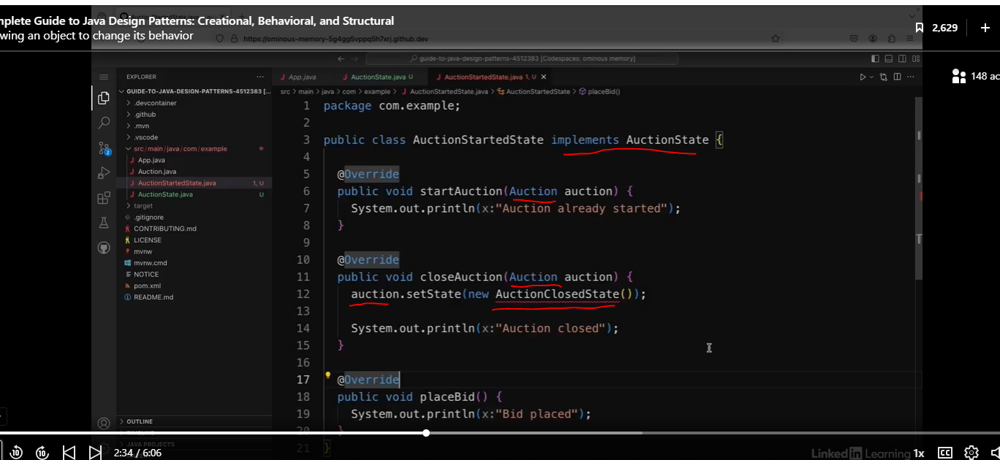 mplete Guide to Java Design Patterns: Creational, Behavioral, and Structural
wing an object to change its behavior
2,629
148 ac
https://ominous-memory-5g4gg5vppq5h7xrj.github.dev
guide-to-java-design-patterns-4512383 [Codespaces: ominous memory]
EXPLORER
GUIDE-TO-JAVA-DESIGN-PATTERNS-4512383 [...
.devcontainer
.github
.mvn
.vscode
src/main/java/com/example
App.java
Auction.java
AuctionStartedState.java 1, U
AuctionState.java U
target
.gitignore
CONTRIBUTING.md
LICENSE
mvnw
mvnw.cmd
NOTICE
pom.xml
README.md
OUTLINE
TIMELINE
JAVA PROJECTS
App.java AuctionState.java U AuctionStartedState.java 1, U
src > main > java > com > example > AuctionStartedState.java > AuctionStartedState > placeBid()
1 package com.example;
2
3 public class AuctionStartedState implements AuctionState {
4
5 @Override
6 public void startAuction(Auction auction) {
7 System.out.println(x:"Auction already started");
8 }
9
10 @Override
11 public void closeAuction(Auction auction) {
12 auction.setState(new AuctionClosedState());
13
14 System.out.println(x:"Auction closed");
15 }
16
17 @Override
18 public void placeBid() {
19 System.out.println(x:"Bid placed");
20 }
21 }
2:34 / 6:06
LinkedIn Learning
1x
CC